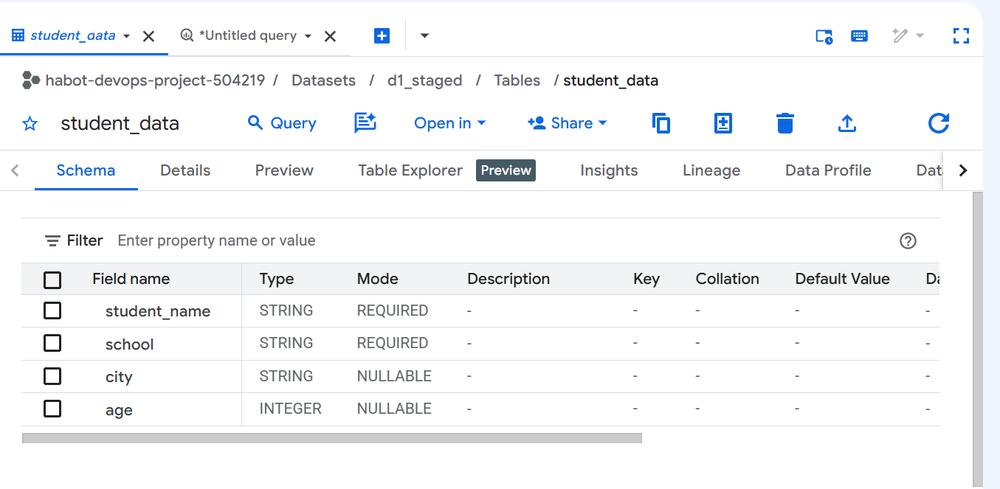 student_data *Untitled query
habot-devops-project-504219 / Datasets / d1_staged / Tables / student_data
student_data Query Open in Share
Schema Details Preview Table Explorer Preview Insights Lineage Data Profile Dat
Filter Enter property name or value
Field name Type Mode Description Key Collation Default Value Da
student_name STRING REQUIRED - - - - -
school STRING REQUIRED - - - - -
city STRING NULLABLE - - - - -
age INTEGER NULLABLE - - - - -